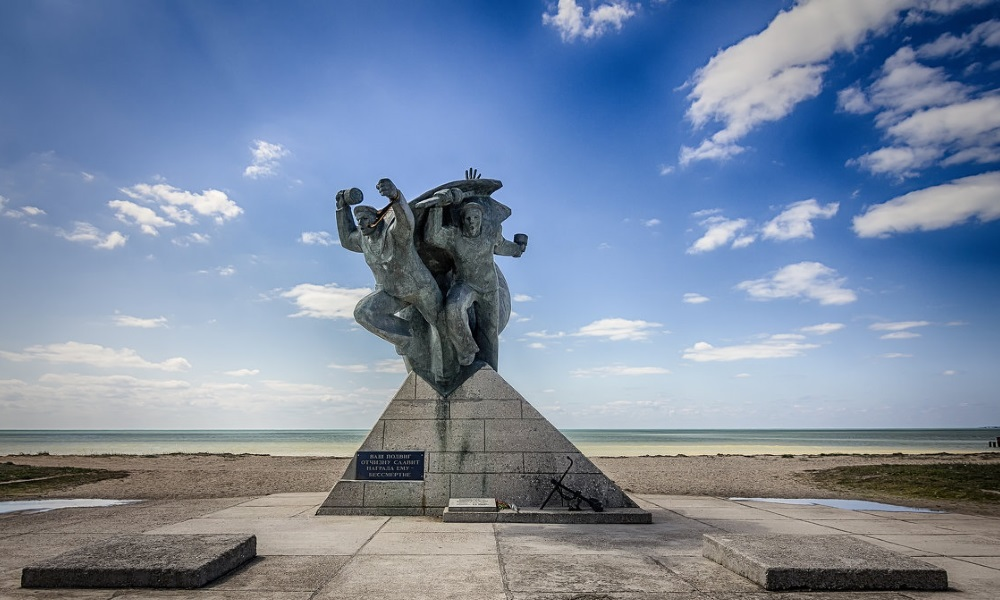 ВАШ ПОДВИГ
ОТЧИЗНУ СЛАВИТ
НАГРАДА ЕМУ –
БЕССМЕРТИЕ